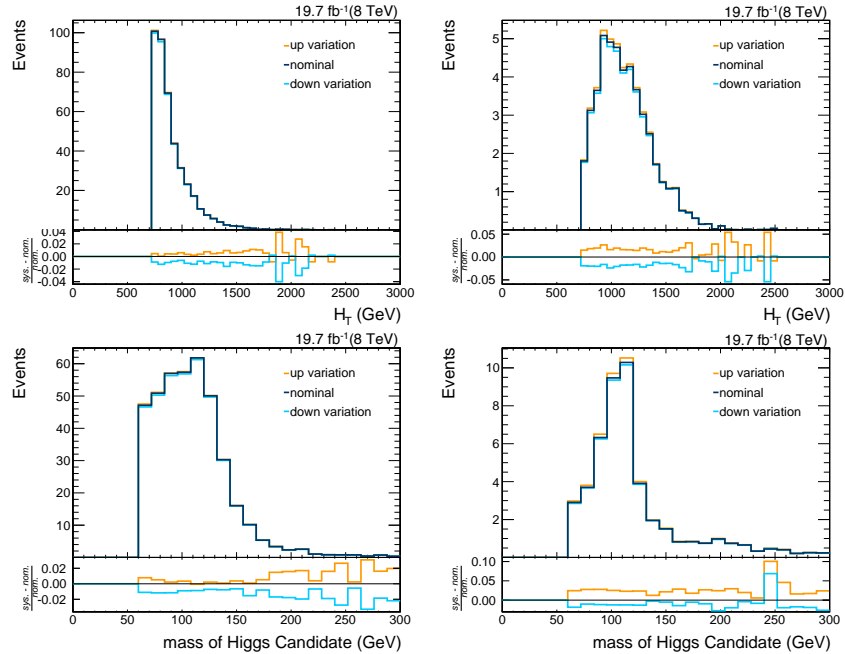 19.7 fb⁻¹(8 TeV)
Events
up variation
nominal
down variation
100
80
60
40
20
0.04
0.02
0.00
-0.02
-0.04
sys. - nom.
nom.
0 500 1000 1500 2000 2500 3000
H_T (GeV)
19.7 fb⁻¹(8 TeV)
Events
up variation
nominal
down variation
5
4
3
2
1
0.05
0.00
-0.05
sys. - nom.
nom.
0 500 1000 1500 2000 2500 3000
H_T (GeV)
19.7 fb⁻¹(8 TeV)
Events
up variation
nominal
down variation
60
50
40
30
20
10
0.02
0.00
-0.02
sys. - nom.
nom.
0 50 100 150 200 250 300
mass of Higgs Candidate (GeV)
19.7 fb⁻¹(8 TeV)
Events
up variation
nominal
down variation
10
8
6
4
2
0.10
0.05
0.00
sys. - nom.
nom.
0 50 100 150 200 250 300
mass of Higgs Candidate (GeV)